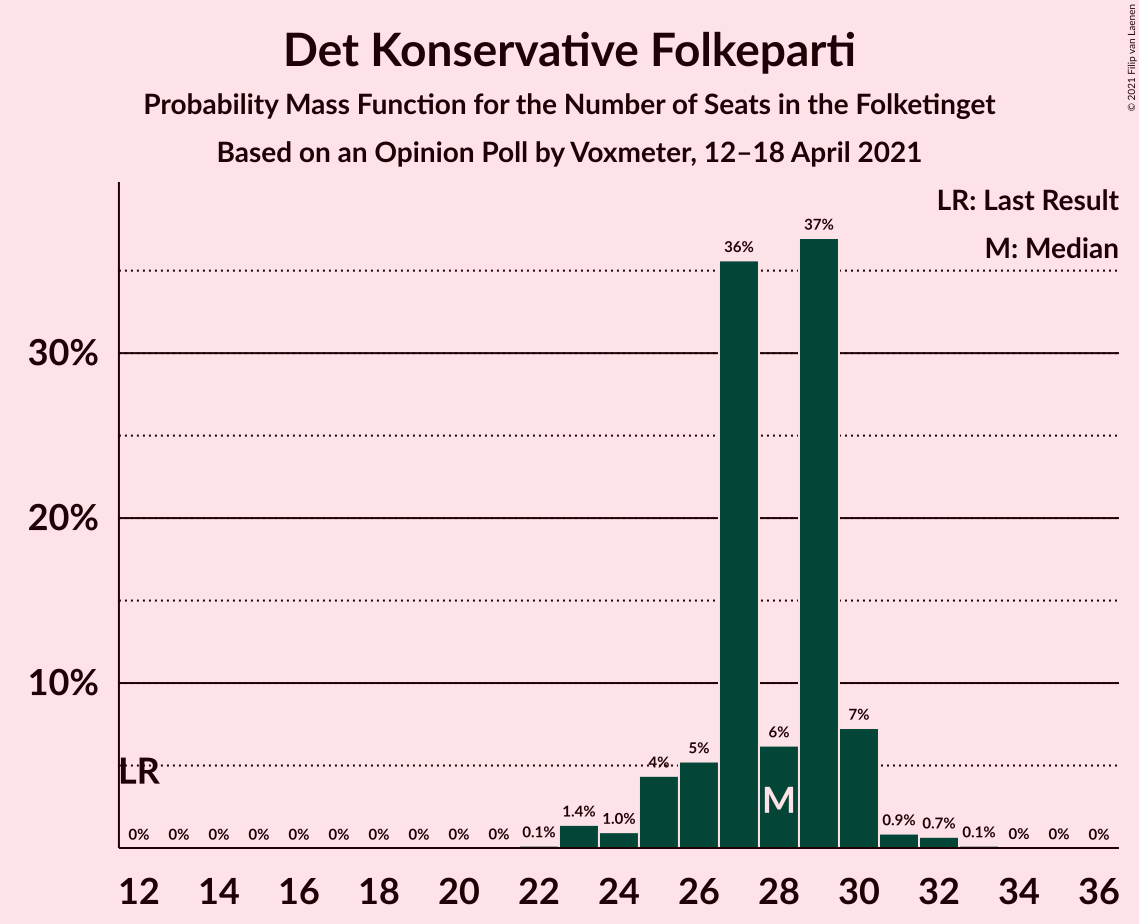 Det Konservative Folkeparti
Probability Mass Function for the Number of Seats in the Folketinget
Based on an Opinion Poll by Voxmeter, 12–18 April 2021
© 2021 Filip van Laenen
LR: Last Result
M: Median
30%
20%
10%
LR
M
0% 0% 0% 0% 0% 0% 0% 0% 0% 0% 0.1% 1.4% 1.0% 4% 5% 36% 6% 37% 7% 0.9% 0.7% 0.1% 0% 0% 0%
12 14 16 18 20 22 24 26 28 30 32 34 36